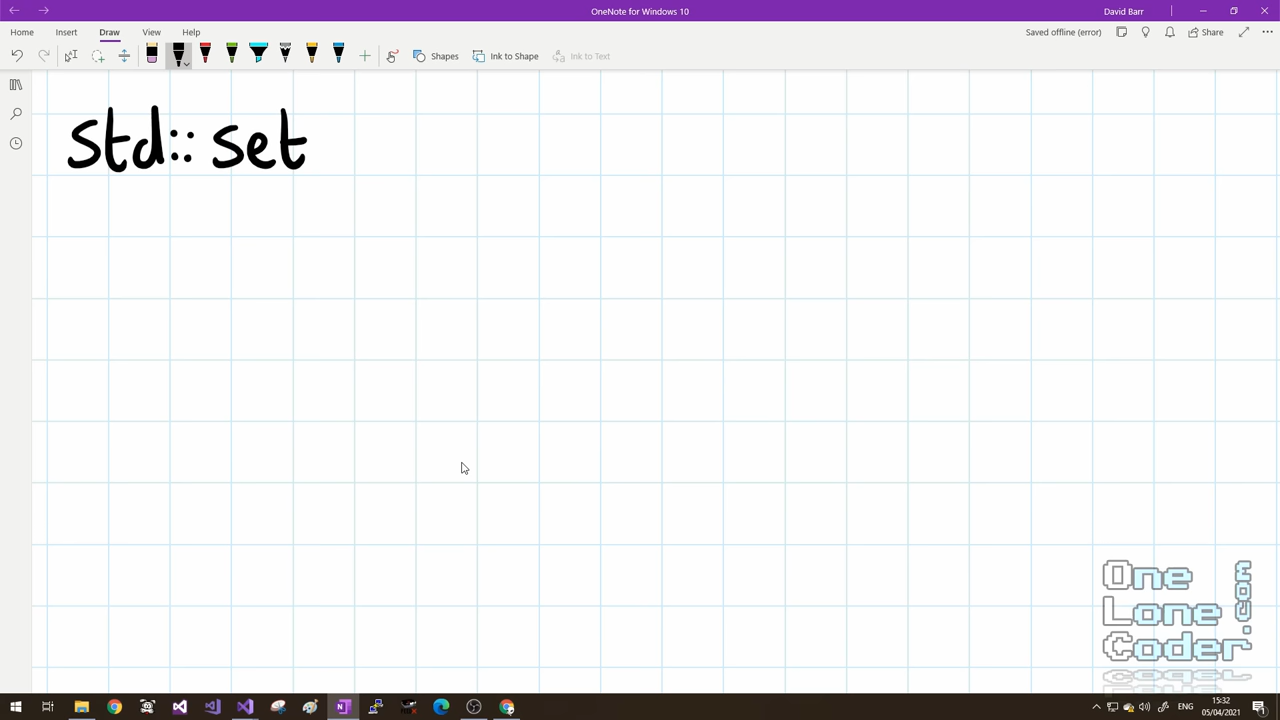 OneNote for Windows 10
David Barr
Home Insert Draw View Help
Saved offline (error)
Share
Shapes
Ink to Shape
Ink to Text
Std:: set
One
Lone
Coder.com
ENG
15:32
05/04/2021